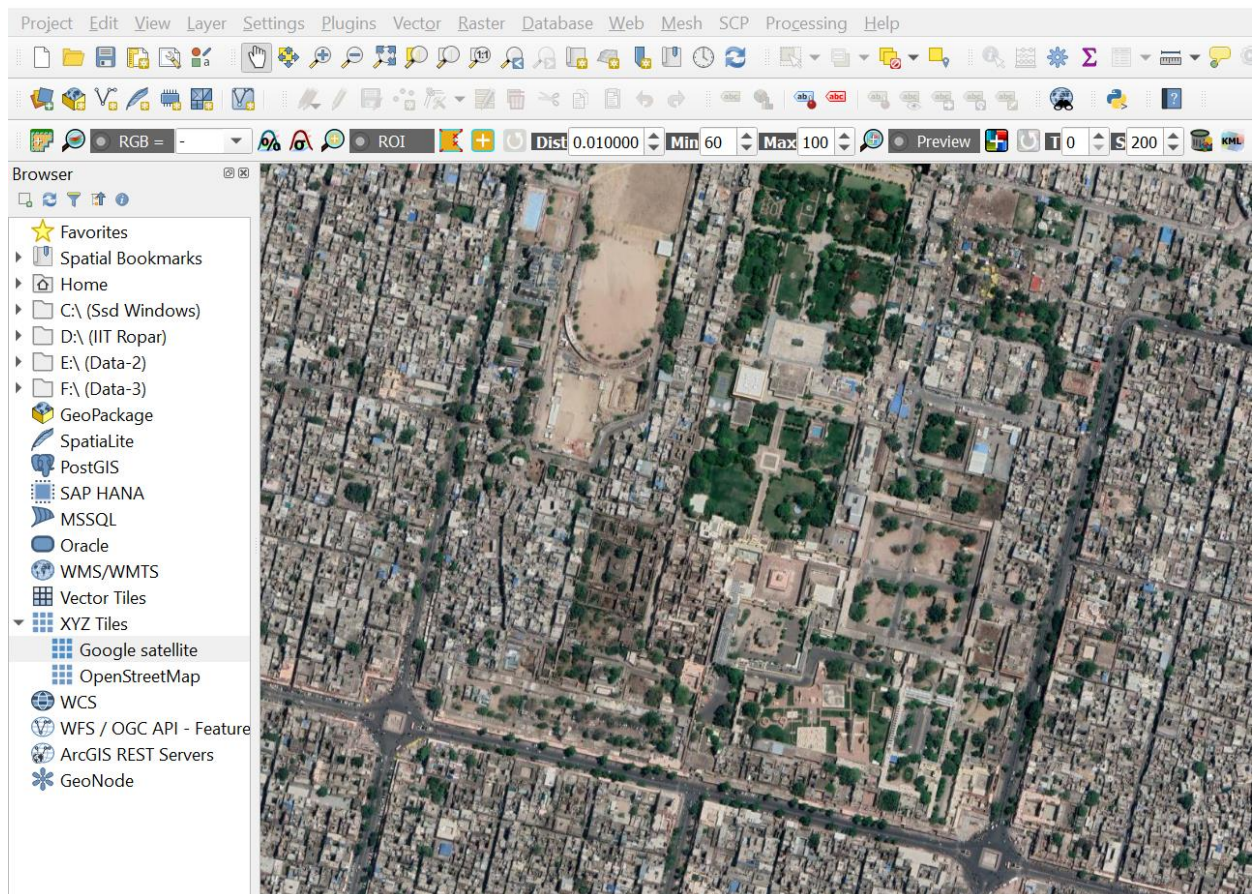 Project Edit View Layer Settings Plugins Vector Raster Database Web Mesh SCP Processing Help
RGB = - ROI Dist 0.010000 Min 60 Max 100 Preview T 0 S 200 KML
Browser
Favorites
Spatial Bookmarks
Home
C:\ (Ssd Windows)
D:\ (IIT Ropar)
E:\ (Data-2)
F:\ (Data-3)
GeoPackage
SpatiaLite
PostGIS
SAP HANA
MSSQL
Oracle
WMS/WMTS
Vector Tiles
XYZ Tiles
Google satellite
OpenStreetMap
WCS
WFS / OGC API - Feature
ArcGIS REST Servers
GeoNode